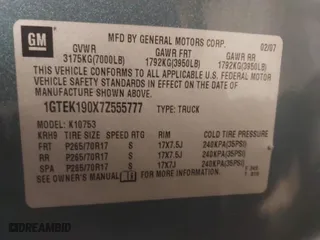 GM
MFD BY GENERAL MOTORS CORP. 02/07
GVWR GAWR FRT GAWR RR
3175KG(7000LB) 1792KG(3950LB) 1792KG(3950LB)
THIS VEHICLE CONFORMS TO ALL APPLICABLE U.S. FEDERAL MOTOR
VEHICLE SAFETY STANDARDS IN EFFECT ON THE DATE OF
MANUFACTURE SHOWN ABOVE.
1GTEK190X7Z555777 TYPE: TRUCK
MODEL: K10753
TIRE SIZE SPEED RTG RIM COLD TIRE PRESSURE
FRT P265/70R17 S 17X7.5J 240KPA(35PSI)
RR P265/70R17 S 17X7.5J 240KPA(35PSI)
SPA P265/70R17 S 17X7.5J 240KPA(35PSI)
SEE OWNER'S MANUAL FOR MORE INFORMATION.
DREAMBID